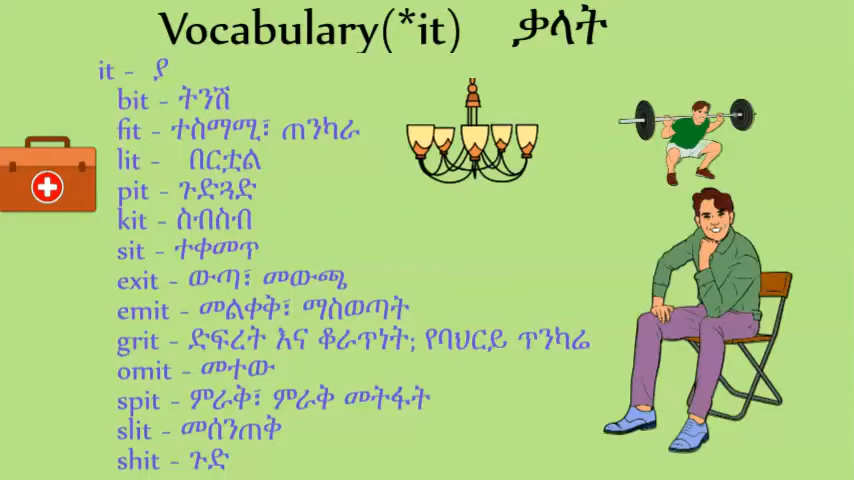 Vocabulary(*it) ቃላት
it - ያ
bit - ትንሽ
fit - ተስማሚ፣ ጠንካራ
lit - በርቷል
pit - ጉድጓድ
kit - ስብስብ
sit - ተቀመጥ
exit - ውጣ፣ መውጫ
emit - መልቀቅ፣ ማስወጣት
grit - ድፍረት እና ቆራጥነት; የባህርይ ጥንካሬ
omit - መተው
spit - ምራቅ፣ ምራቅ መትፋት
slit - መሰንጠቅ
shit - ጉድ